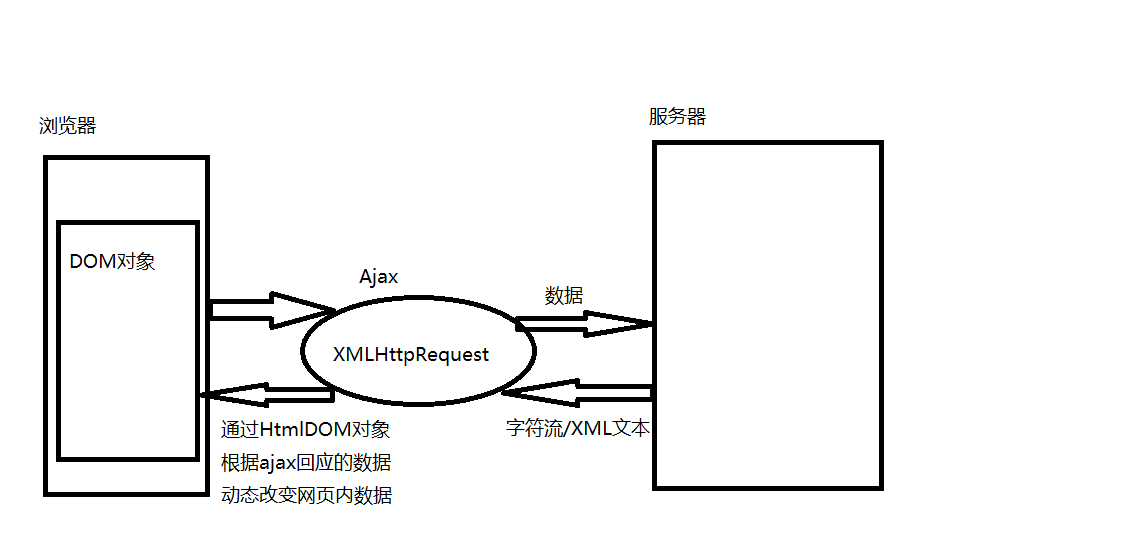 浏览器
服务器
DOM对象
Ajax
数据
XMLHttpRequest
通过HtmlDOM对象
根据ajax回应的数据
动态改变网页内数据
字符流/XML文本